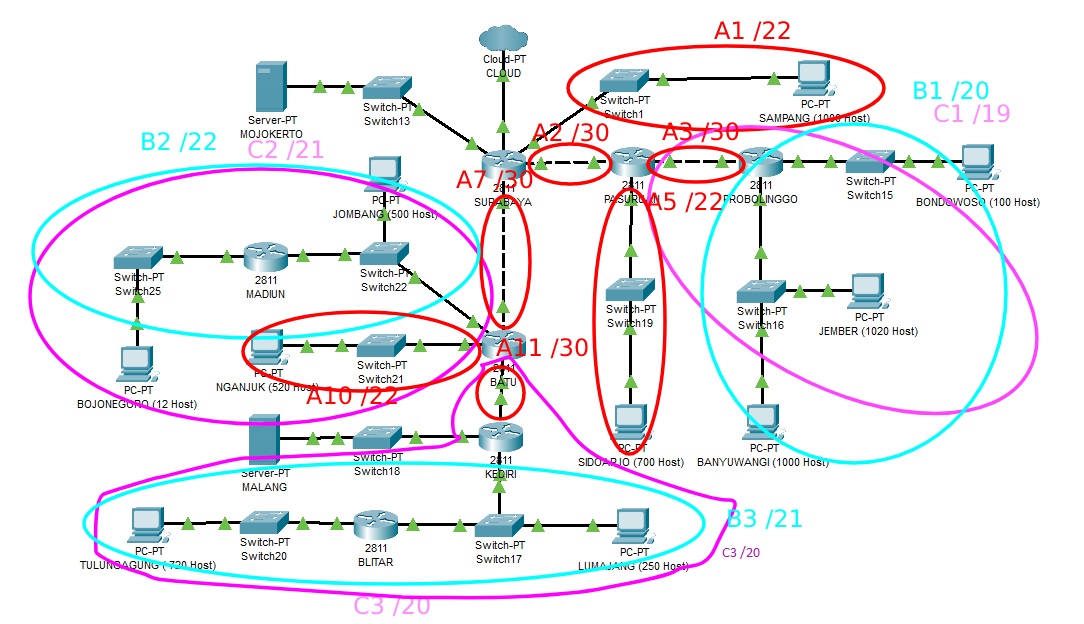 A1 /22
Cloud-PT
CLOUD
Switch-PT
Switch13
Switch-PT
Switch1
PC-PT
SAMPANG (1000 Host)
B1 /20
C1 /19
Server-PT
MOJOKERTO
B2 /22
C2 /21
A2 /30
A3 /30
A7 /30
2811
SURABAYA
2811
PASURUAN
A5 /22
2811
PROBOLINGGO
Switch-PT
Switch15
PC-PT
BONDOWOSO (100 Host)
PC-PT
JOMBANG (500 Host)
Switch-PT
Switch25
2811
MADIUN
Switch-PT
Switch22
Switch-PT
Switch19
Switch-PT
Switch16
PC-PT
JEMBER (1020 Host)
PC-PT
BOJONEGORO (12 Host)
PC-PT
NGANJUK (520 Host)
Switch-PT
Switch21
A10 /22
A11 /30
2811
BATU
Server-PT
MALANG
Switch-PT
Switch18
2811
KEDIRI
PC-PT
SIDOARJO (700 Host)
PC-PT
BANYUWANGI (1000 Host)
PC-PT
TULUNGAGUNG ( 720 Host)
Switch-PT
Switch20
2811
BLITAR
Switch-PT
Switch17
PC-PT
LUMAJANG (250 Host)
B3 /21
C3 /20
C3 /20